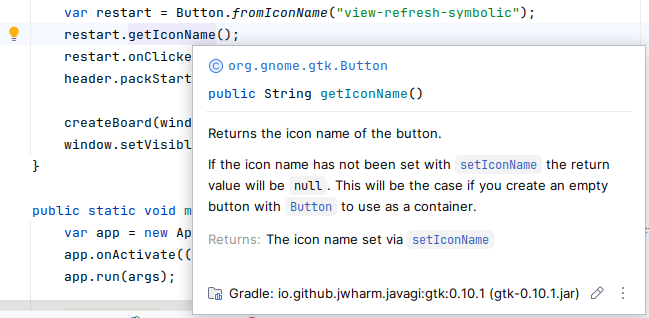 var restart = Button.fromIconName("view-refresh-symbolic");
restart.getIconName();
restart.onClicke
header.packStart
createBoard(wind
window.setVisibl
}
public static void m
var app = new Ap
app.onActivate((
app.run(args);
org.gnome.gtk.Button
public String getIconName()
Returns the icon name of the button.
If the icon name has not been set with setIconName the return
value will be null. This will be the case if you create an empty
button with Button to use as a container.
Returns: The icon name set via setIconName
Gradle: io.github.jwharm.javagi:gtk:0.10.1 (gtk-0.10.1.jar)